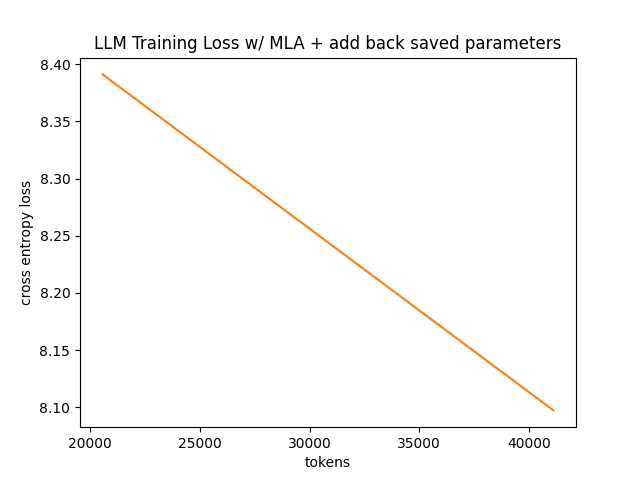 LLM Training Loss w/ MLA + add back saved parameters
8.40
8.35
8.30
8.25
8.20
8.15
8.10
cross entropy loss
20000 25000 30000 35000 40000
tokens